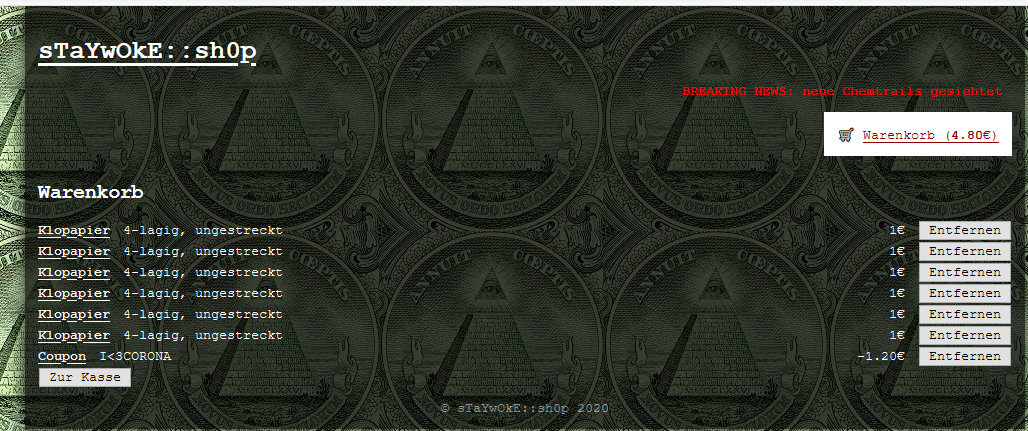 sTaYwOkE::sh0p
BREAKING NEWS: neue Chemtrails gesichtet
Warenkorb (4.80€)
Warenkorb
Klopapier 4-lagig, ungestreckt 1€ Entfernen
Klopapier 4-lagig, ungestreckt 1€ Entfernen
Klopapier 4-lagig, ungestreckt 1€ Entfernen
Klopapier 4-lagig, ungestreckt 1€ Entfernen
Klopapier 4-lagig, ungestreckt 1€ Entfernen
Klopapier 4-lagig, ungestreckt 1€ Entfernen
Coupon I<3CORONA -1.20€ Entfernen
Zur Kasse
© sTaYwOkE::sh0p 2020